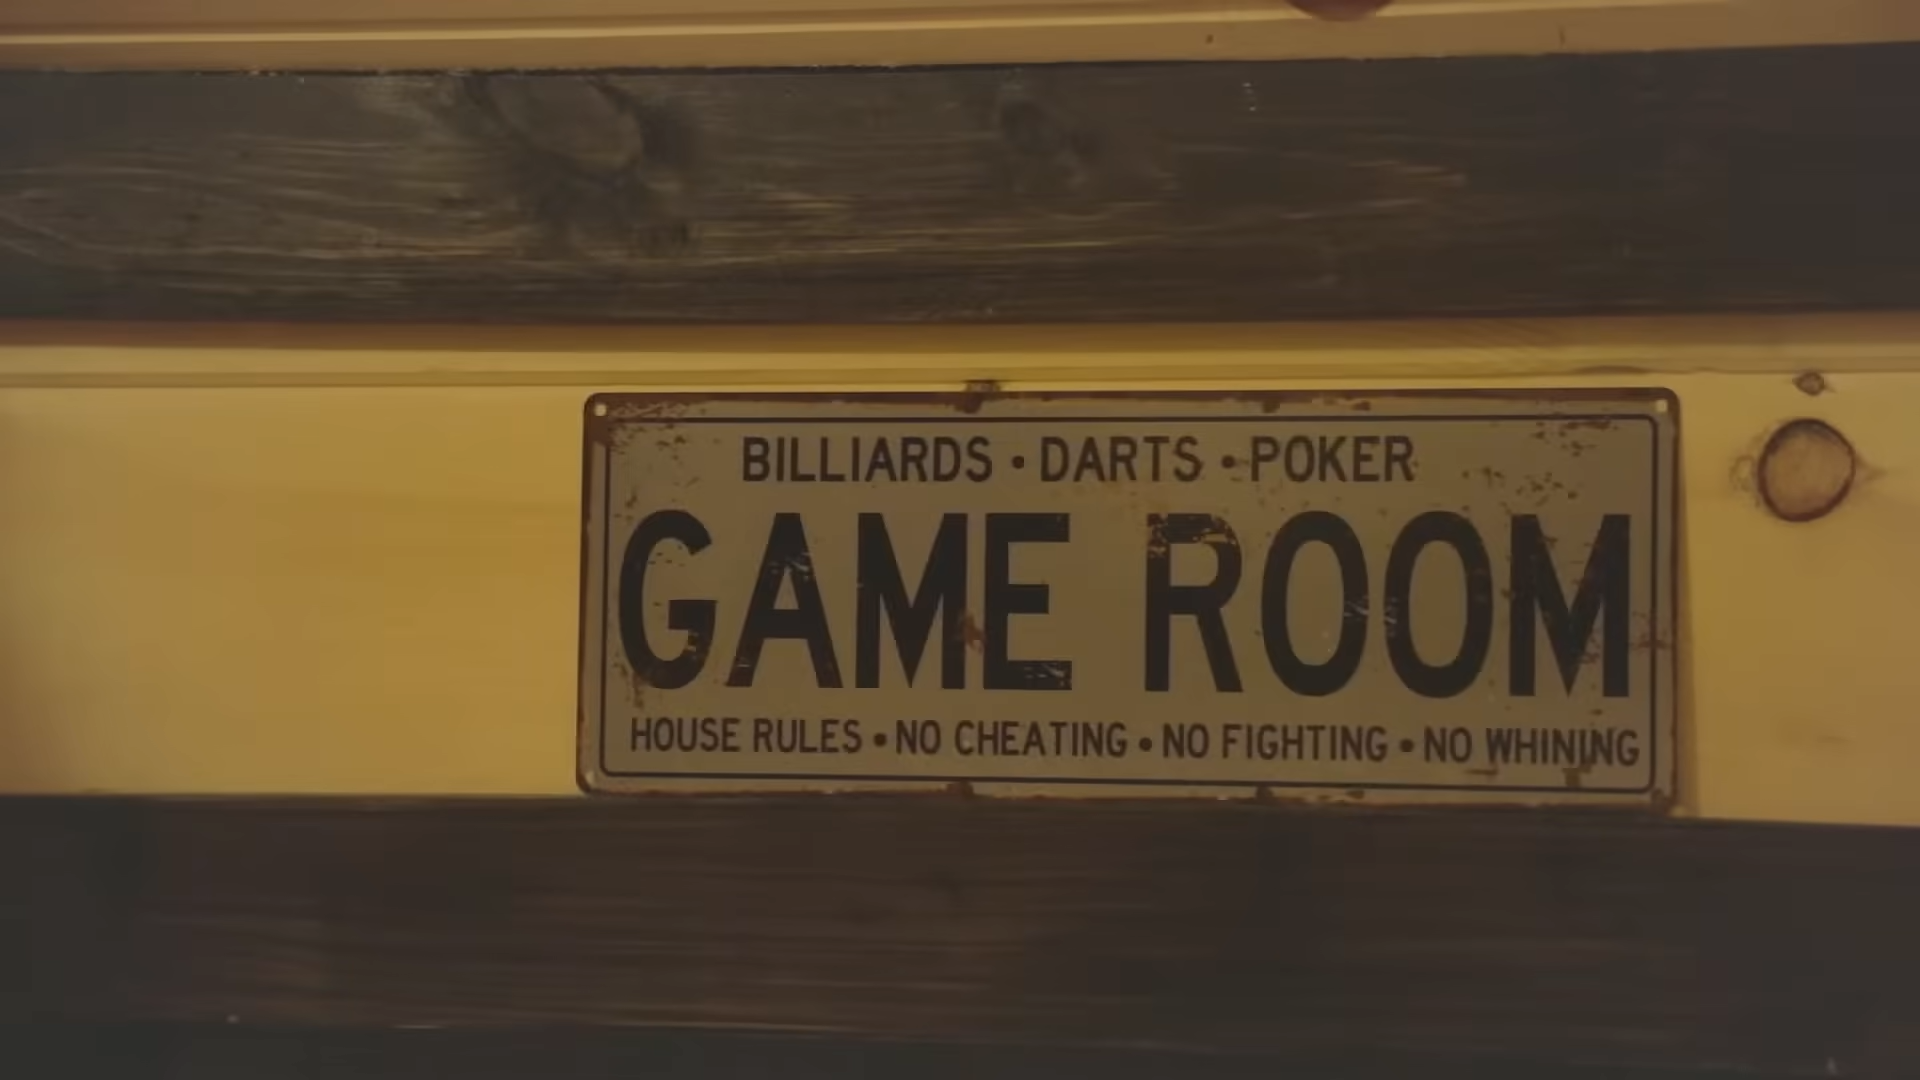 BILLIARDS • DARTS • POKER
GAME ROOM
HOUSE RULES • NO CHEATING • NO FIGHTING • NO WHINING